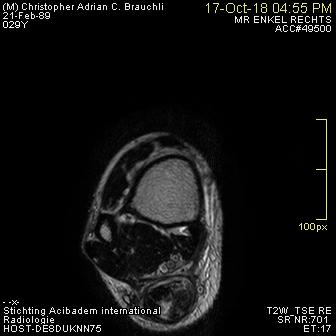 (M) Christopher Adrian C. Brauchli
21-Feb-89
029Y
17-Oct-18 04:55 PM
MR ENKEL RECHTS
ACC#49500
100px
--x-
Stichting Acibadem international
Radiologie
HOST-DE8DUKNN75
T2W_TSE RE
SR NR:701
ET:17